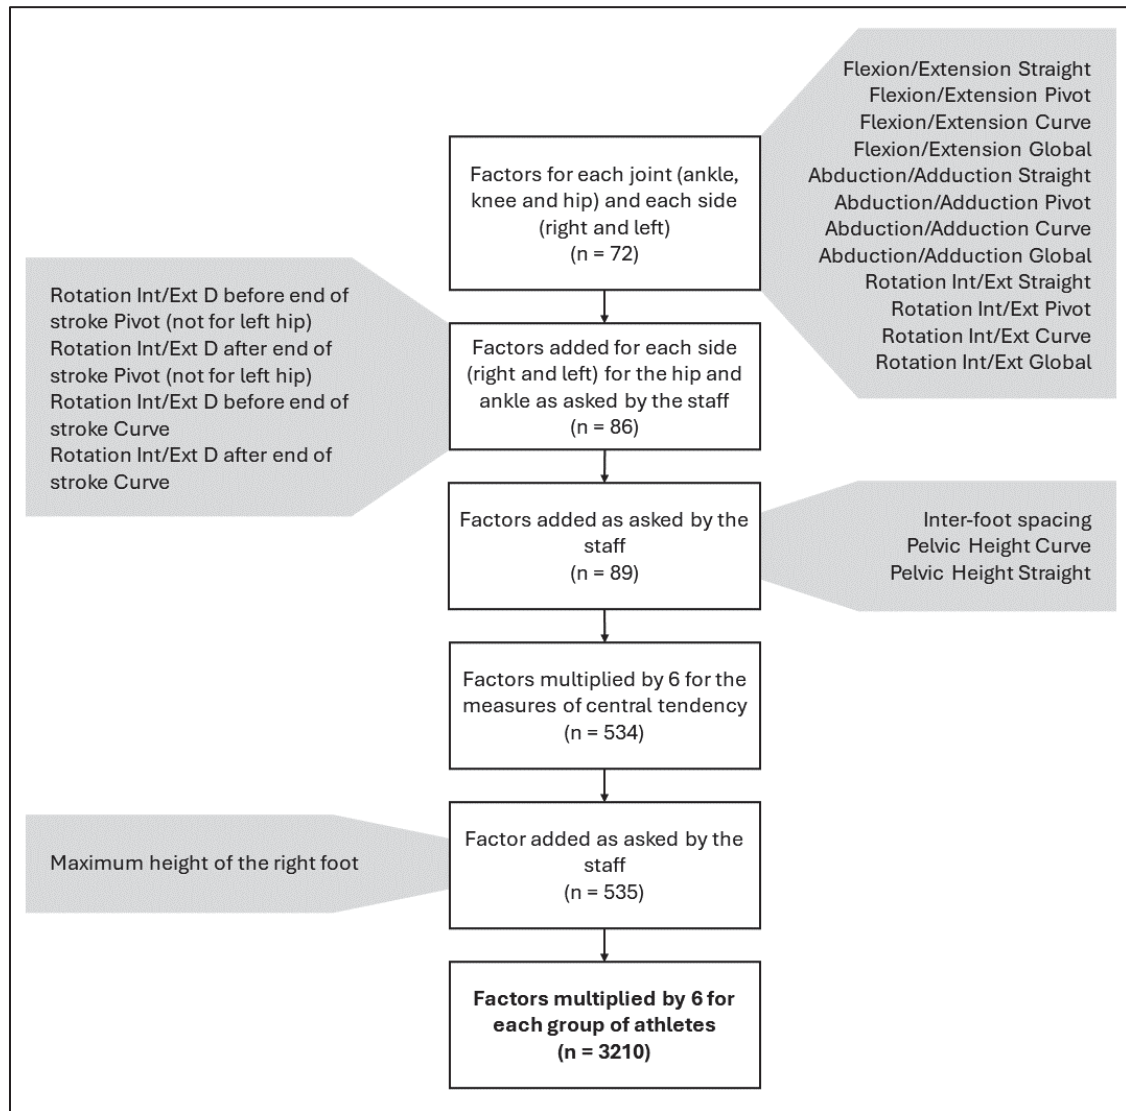 Flexion/Extension Straight
Flexion/Extension Pivot
Flexion/Extension Curve
Flexion/Extension Global
Abduction/Adduction Straight
Abduction/Adduction Pivot
Abduction/Adduction Curve
Abduction/Adduction Global
Rotation Int/Ext Straight
Rotation Int/Ext Pivot
Rotation Int/Ext Curve
Rotation Int/Ext Global
Factors for each joint (ankle,
knee and hip) and each side
(right and left)
(n = 72)
Rotation Int/Ext D before end of
stroke Pivot (not for left hip)
Rotation Int/Ext D after end of
stroke Pivot (not for left hip)
Rotation Int/Ext D before end of
stroke Curve
Rotation Int/Ext D after end of
stroke Curve
Factors added for each side
(right and left) for the hip and
ankle as asked by the staff
(n = 86)
Factors added as asked by the
staff
(n = 89)
Inter-foot spacing
Pelvic Height Curve
Pelvic Height Straight
Factors multiplied by 6 for the
measures of central tendency
(n = 534)
Maximum height of the right foot
Factor added as asked by the
staff
(n = 535)
Factors multiplied by 6 for
each group of athletes
(n = 3210)